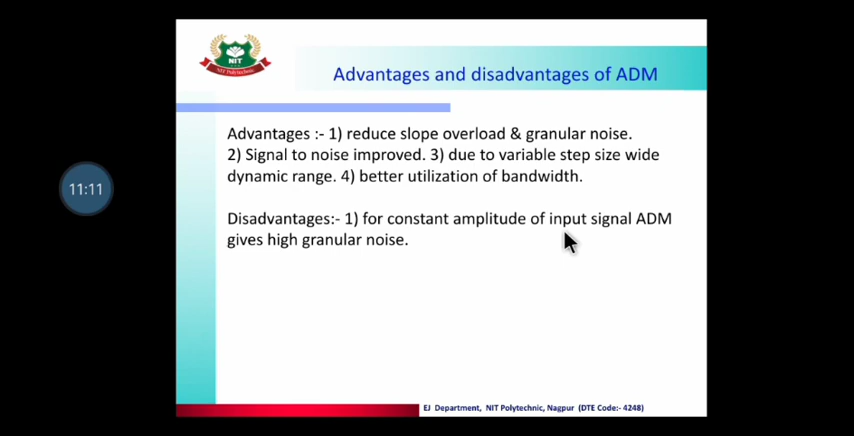 NIT
NIT Polytechnic
Advantages and disadvantages of ADM
11:11
Advantages :- 1) reduce slope overload & granular noise.
2) Signal to noise improved. 3) due to variable step size wide
dynamic range. 4) better utilization of bandwidth.
Disadvantages:- 1) for constant amplitude of input signal ADM
gives high granular noise.
EJ Department, NIT Polytechnic, Nagpur (DTE Code:- 4248)